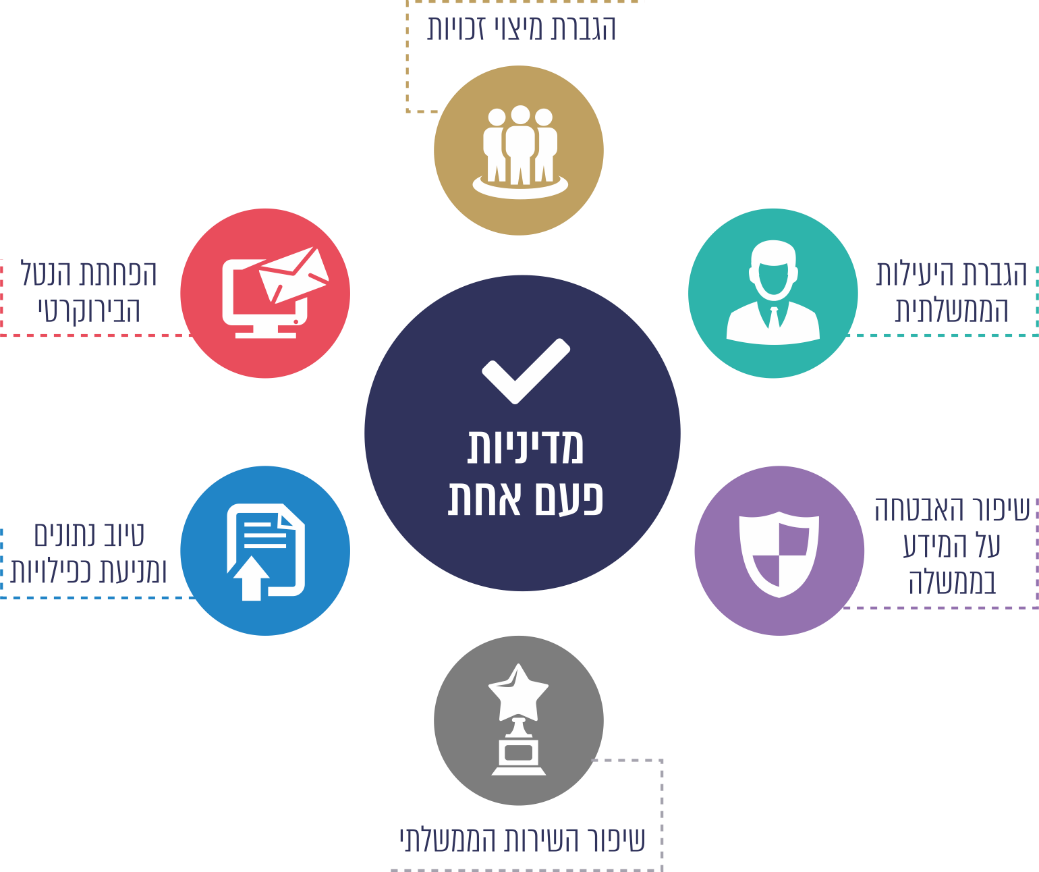 הגברת מיצוי זכויות
הגברת היעילות
הממשלתית
הפחתת הנטל
הבירוקרטי
מדיניות
פעם אחת
שיפור האבטחה
על המידע
בממשלה
טיוב נתונים
ומניעת כפילויות
שיפור השירות הממשלתי